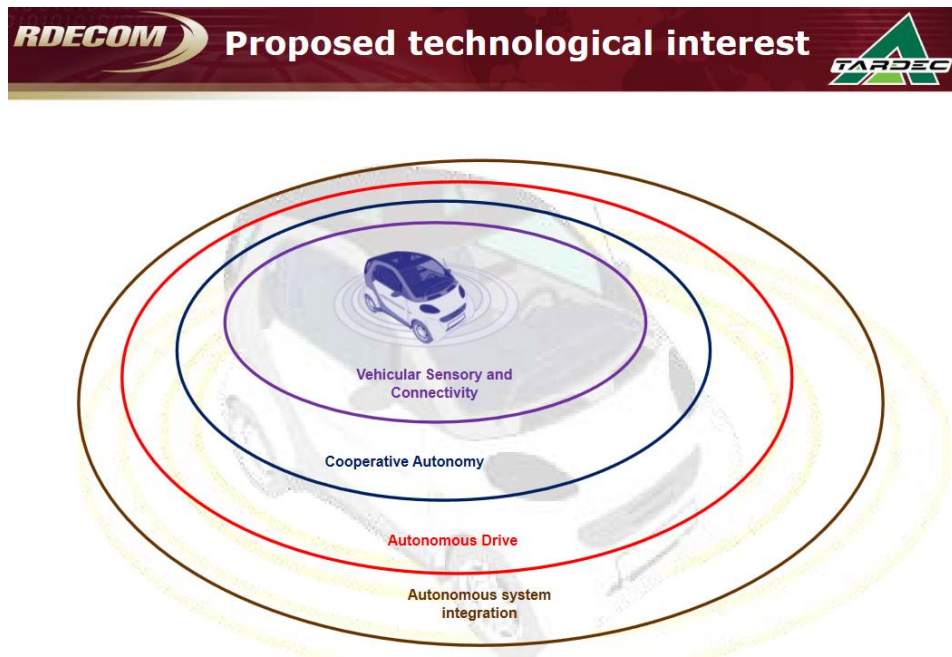 RDECOM
Proposed technological interest
TARDEC
Vehicular Sensory and
Connectivity
Cooperative Autonomy
Autonomous Drive
Autonomous system
integration